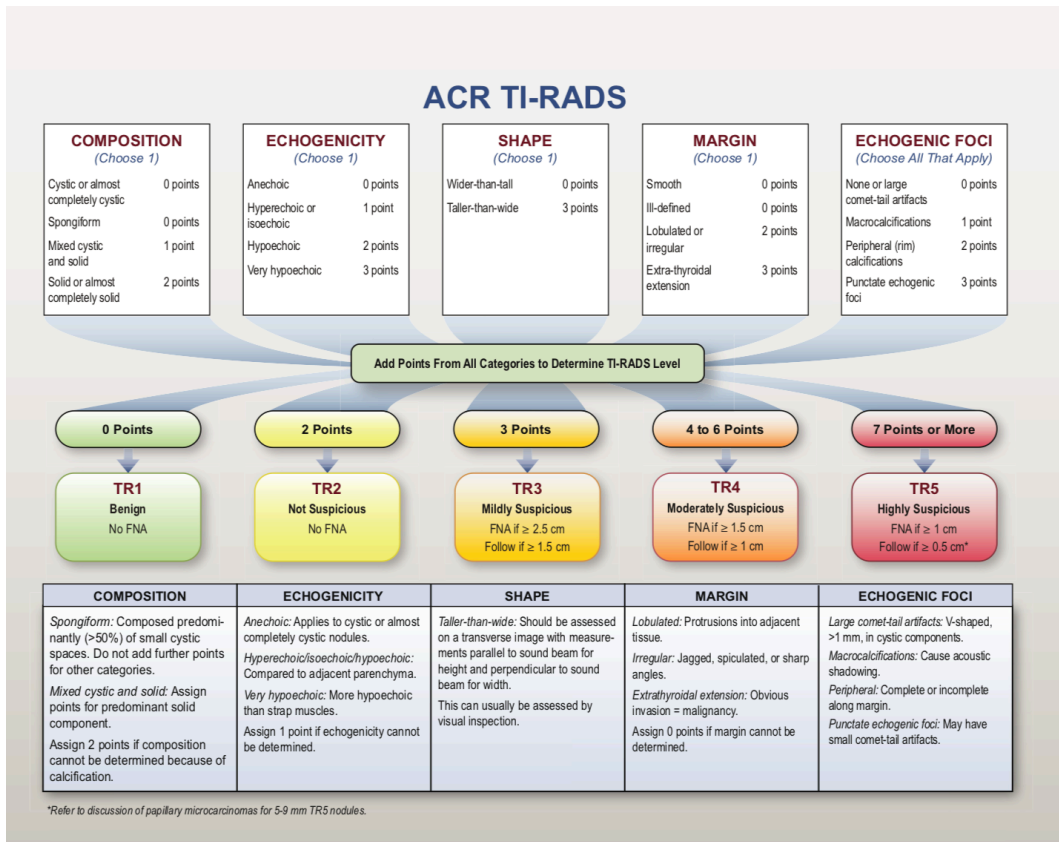 ACR TI-RADS
COMPOSITION
(Choose 1)
Cystic or almost 0 points
completely cystic
Spongiform 0 points
Mixed cystic 1 point
and solid
Solid or almost 2 points
completely solid
ECHOGENICITY
(Choose 1)
Anechoic 0 points
Hyperechoic or 1 point
isoechoic
Hypoechoic 2 points
Very hypoechoic 3 points
SHAPE
(Choose 1)
Wider-than-tall 0 points
Taller-than-wide 3 points
MARGIN
(Choose 1)
Smooth 0 points
Ill-defined 0 points
Lobulated or 2 points
irregular
Extra-thyroidal 3 points
extension
ECHOGENIC FOCI
(Choose All That Apply)
None or large 0 points
comet-tail artifacts
Macrocalcifications 1 point
Peripheral (rim) 2 points
calcifications
Punctate echogenic 3 points
foci
Add Points From All Categories to Determine TI-RADS Level
0 Points
2 Points
3 Points
4 to 6 Points
7 Points or More
TR1
Benign
No FNA
TR2
Not Suspicious
No FNA
TR3
Mildly Suspicious
FNA if ≥ 2.5 cm
Follow if ≥ 1.5 cm
TR4
Moderately Suspicious
FNA if ≥ 1.5 cm
Follow if ≥ 1 cm
TR5
Highly Suspicious
FNA if ≥ 1 cm
Follow if ≥ 0.5 cm*
COMPOSITION
Spongiform: Composed predomi-
nantly (>50%) of small cystic
spaces. Do not add further points
for other categories.
Mixed cystic and solid: Assign
points for predominant solid
component.
Assign 2 points if composition
cannot be determined because of
calcification.
ECHOGENICITY
Anechoic: Applies to cystic or almost
completely cystic nodules.
Hyperechoic/isoechoic/hypoechoic:
Compared to adjacent parenchyma.
Very hypoechoic: More hypoechoic
than strap muscles.
Assign 1 point if echogenicity cannot
be determined.
SHAPE
Taller-than-wide: Should be assessed
on a transverse image with measure-
ments parallel to sound beam for
height and perpendicular to sound
beam for width.
This can usually be assessed by
visual inspection.
MARGIN
Lobulated: Protrusions into adjacent
tissue.
Irregular: Jagged, spiculated, or sharp
angles.
Extrathyroidal extension: Obvious
invasion = malignancy.
Assign 0 points if margin cannot be
determined.
ECHOGENIC FOCI
Large comet-tail artifacts: V-shaped,
>1 mm, in cystic components.
Macrocalcifications: Cause acoustic
shadowing.
Peripheral: Complete or incomplete
along margin.
Punctate echogenic foci: May have
small comet-tail artifacts.
*Refer to discussion of papillary microcarcinomas for 5-9 mm TR5 nodules.